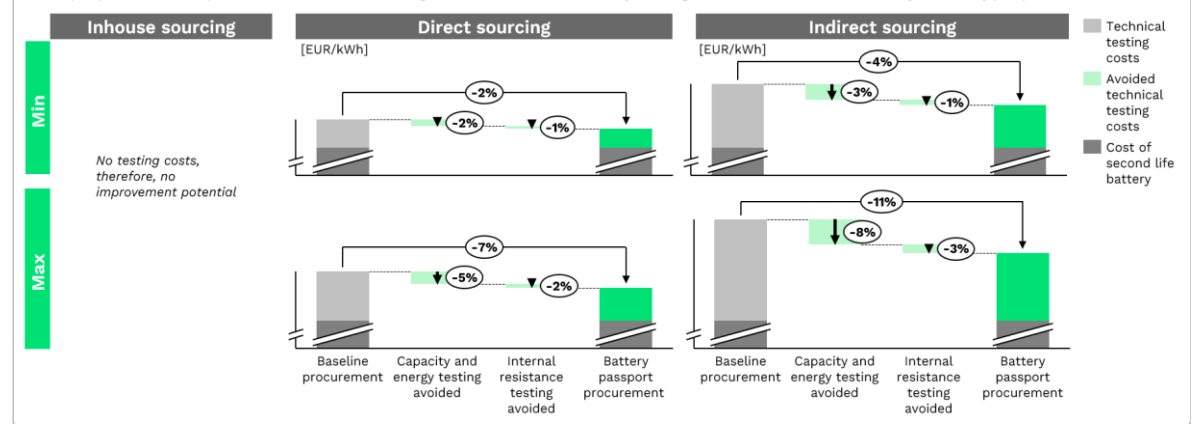 Inhouse sourcing
Direct sourcing
Indirect sourcing
Min
No testing costs,
therefore, no
improvement potential
[EUR/kWh]
-2%
-2%
-1%
[EUR/kWh]
-4%
-3%
-1%
Technical
testing
costs
Avoided
technical
testing
costs
Cost of
second life
battery
Max
-7%
-5%
-2%
-11%
-8%
-3%
Baseline
procurement
Capacity and
energy testing
avoided
Internal
resistance
testing
avoided
Battery
passport
procurement
Baseline
procurement
Capacity and
energy testing
avoided
Internal
resistance
testing
avoided
Battery
passport
procurement